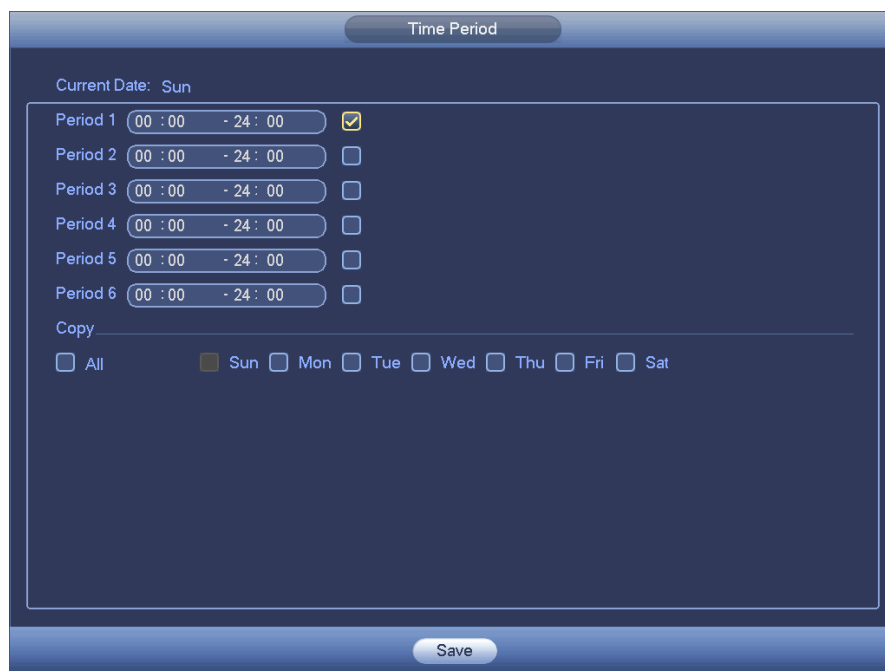 Time Period
Current Date: Sun
Period 1 00 :00 - 24 : 00
Period 2 00 :00 - 24 : 00
Period 3 00 :00 - 24 : 00
Period 4 00 :00 - 24 : 00
Period 5 00 :00 - 24 : 00
Period 6 00 :00 - 24 : 00
Copy
All Sun Mon Tue Wed Thu Fri Sat
Save